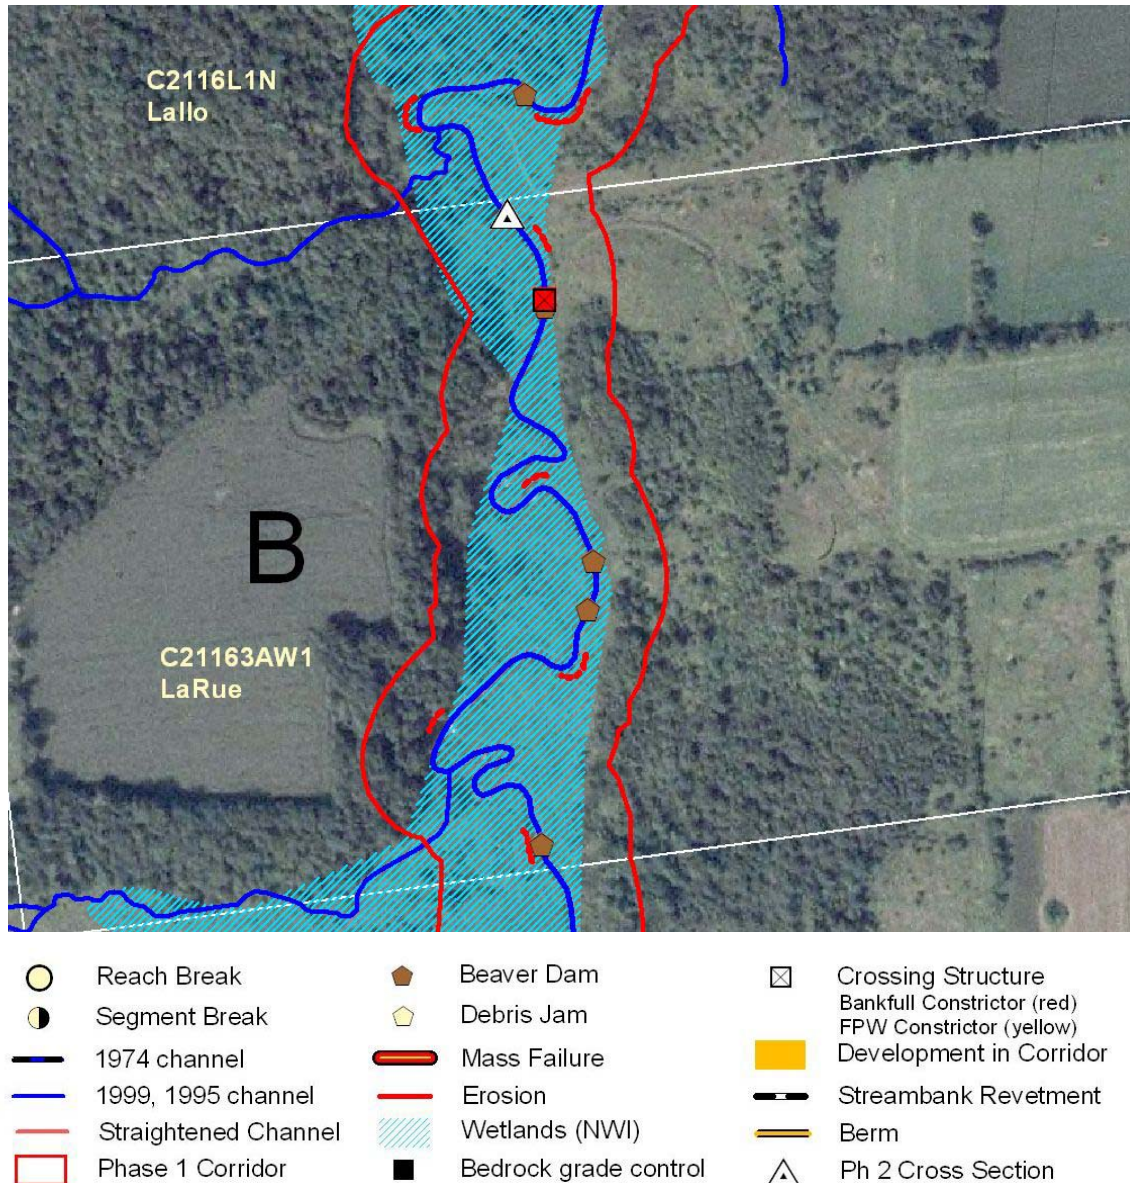 C2116L1N
Lallo
B
C21163AW1
LaRue
Reach Break
Segment Break
1974 channel
1999, 1995 channel
Straightened Channel
Phase 1 Corridor
Beaver Dam
Debris Jam
Mass Failure
Erosion
Wetlands (NWI)
Bedrock grade control
Crossing Structure
Bankfull Constrictor (red)
FPW Constrictor (yellow)
Development in Corridor
Streambank Revetment
Berm
Ph 2 Cross Section